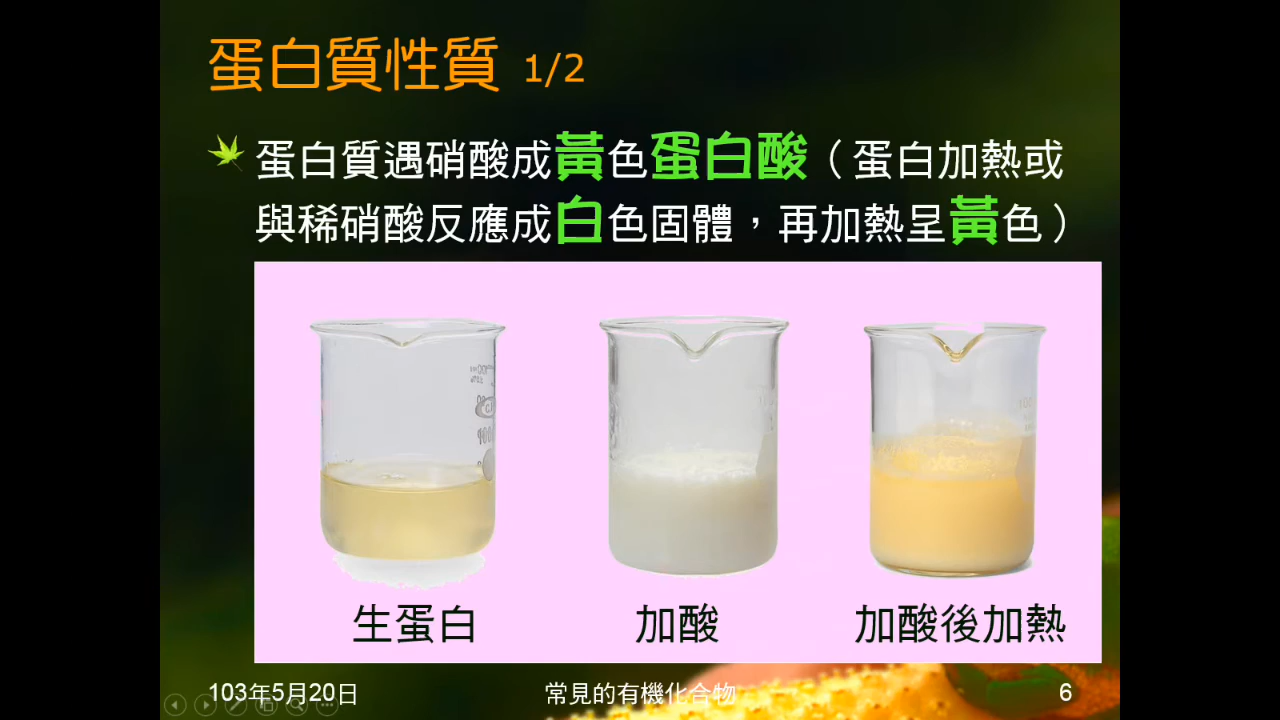 蛋白質性質 1/2
蛋白質遇硝酸成黃色蛋白酸（蛋白加熱或
與稀硝酸反應成白色固體，再加熱呈黃色）
生蛋白
加酸
加酸後加熱
103年5月20日
常見的有機化合物
6